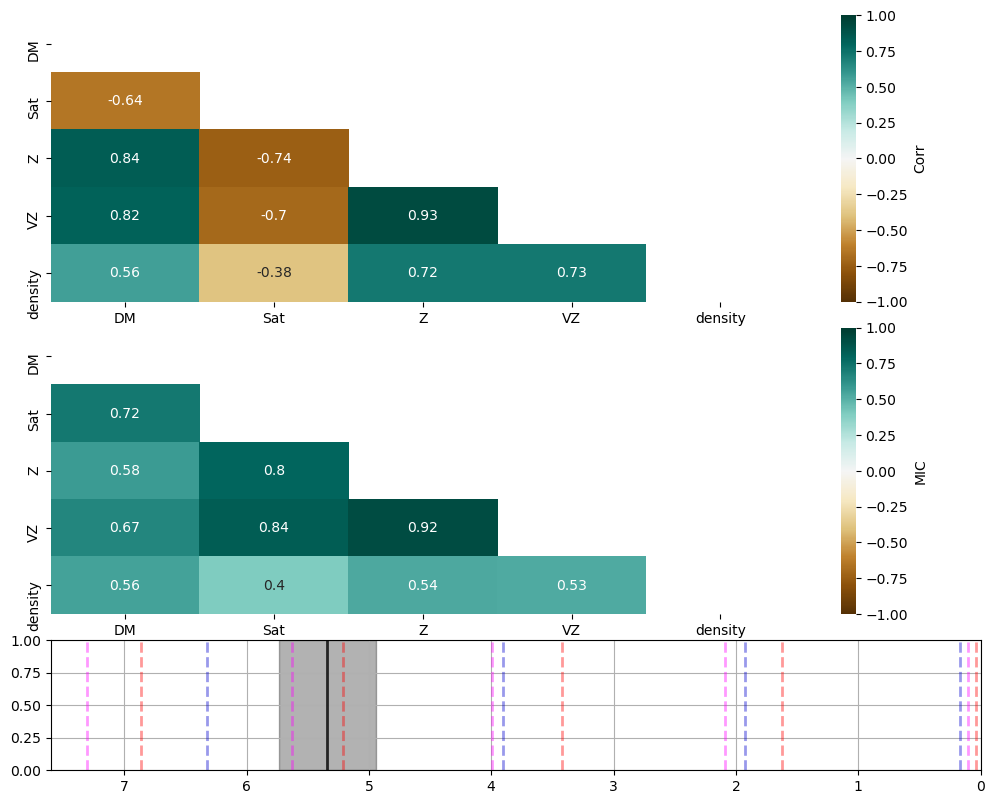 1.00
DM
0.75
Sat
-0.64
0.50
0.25
Z
0.84
-0.74
0.00
Corr
−0.25
VZ
0.82
-0.7
0.93
−0.50
density
0.56
-0.38
0.72
0.73
−0.75
−1.00
DM
Sat
Z
VZ
density
1.00
DM
0.75
Sat
0.72
0.50
0.25
Z
0.58
0.8
0.00
MIC
−0.25
VZ
0.67
0.84
0.92
−0.50
density
0.56
0.4
0.54
0.53
−0.75
−1.00
DM
Sat
Z
VZ
density
1.00
0.75
0.50
0.25
0.00
7 6 5 4 3 2 1 0